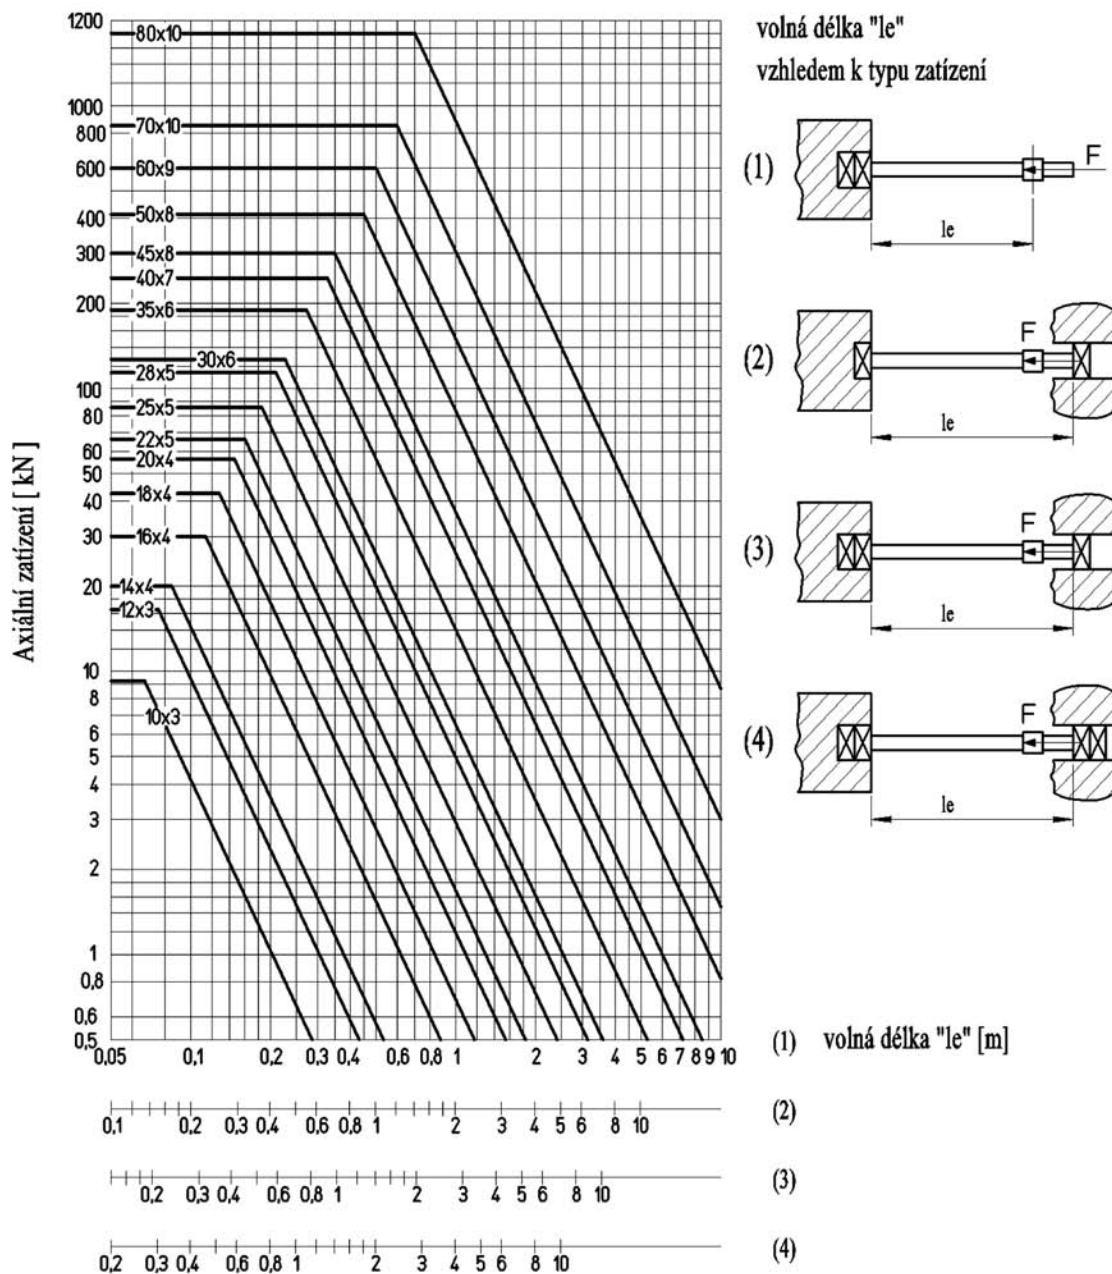 volná délka "le"
vzhledem k typu zatízení
Axiální zatízení [ kN ]
1200
1000
800
600
400
300
200
100
80
60
50
40
30
20
10
8
6
5
4
3
2
1
0,8
0,6
0,5
80x10
70x10
60x9
50x8
45x8
40x7
35x6
30x6
28x5
25x5
22x5
20x4
18x4
16x4
14x4
12x3
10x3
(1) F
le
(2) F
le
(3) F
le
(4) F
le
0.05 0,1 0,2 0,3 0,4 0,6 0,8 1 2 3 4 5 6 7 8 9 10
(1) volná délka "le" [m]
0,1 0,2 0,3 0,4 0,6 0,8 1 2 3 4 5 6 8 10 (2)
0,2 0,3 0,4 0,6 0,8 1 2 3 4 5 6 8 10 (3)
0,2 0,3 0,4 0,6 0,8 1 2 3 4 5 6 8 10 (4)